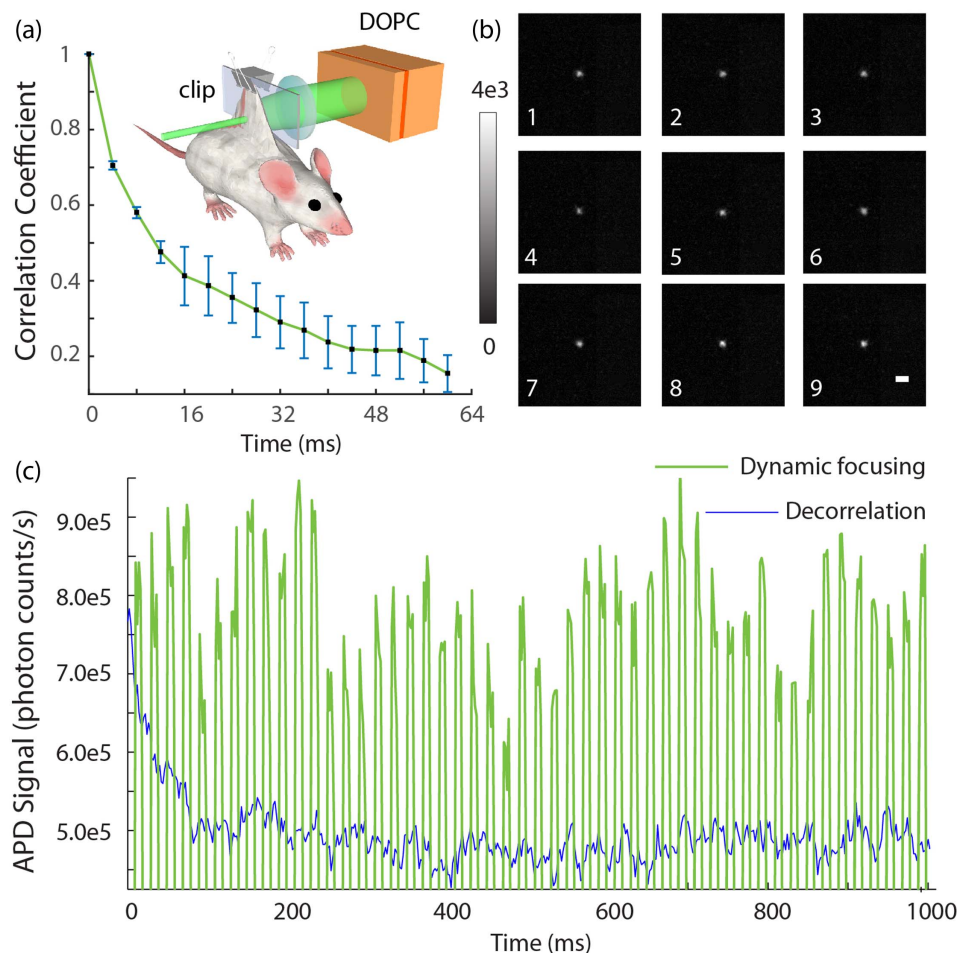 (a)
DOPC
clip
Correlation Coefficient
1
0.8
0.6
0.4
0.2
0 16 32 48 64
Time (ms)
4e3
0
(b)
1
2
3
4
5
6
7
8
9
(c)
Dynamic focusing
Decorrelation
APD Signal (photon counts/s)
9.0e5
8.0e5
7.0e5
6.0e5
5.0e5
0 200 400 600 800 1000
Time (ms)